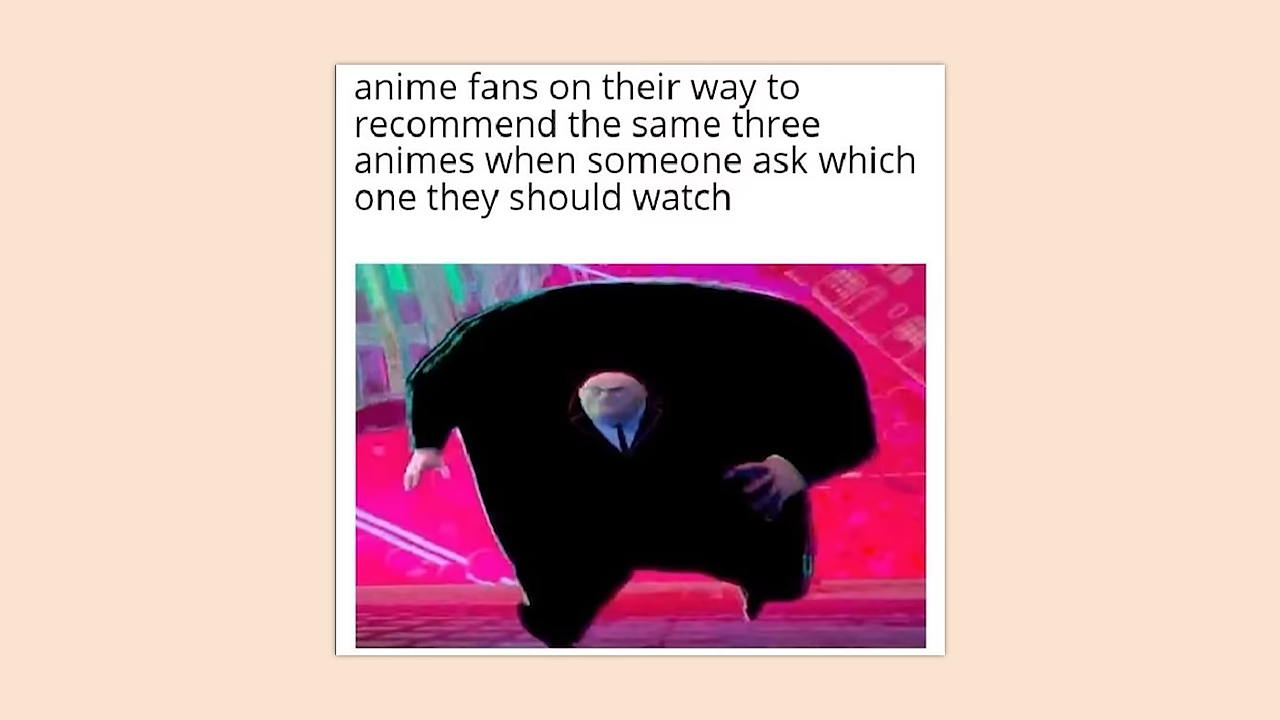 anime fans on their way to
recommend the same three
animes when someone ask which
one they should watch